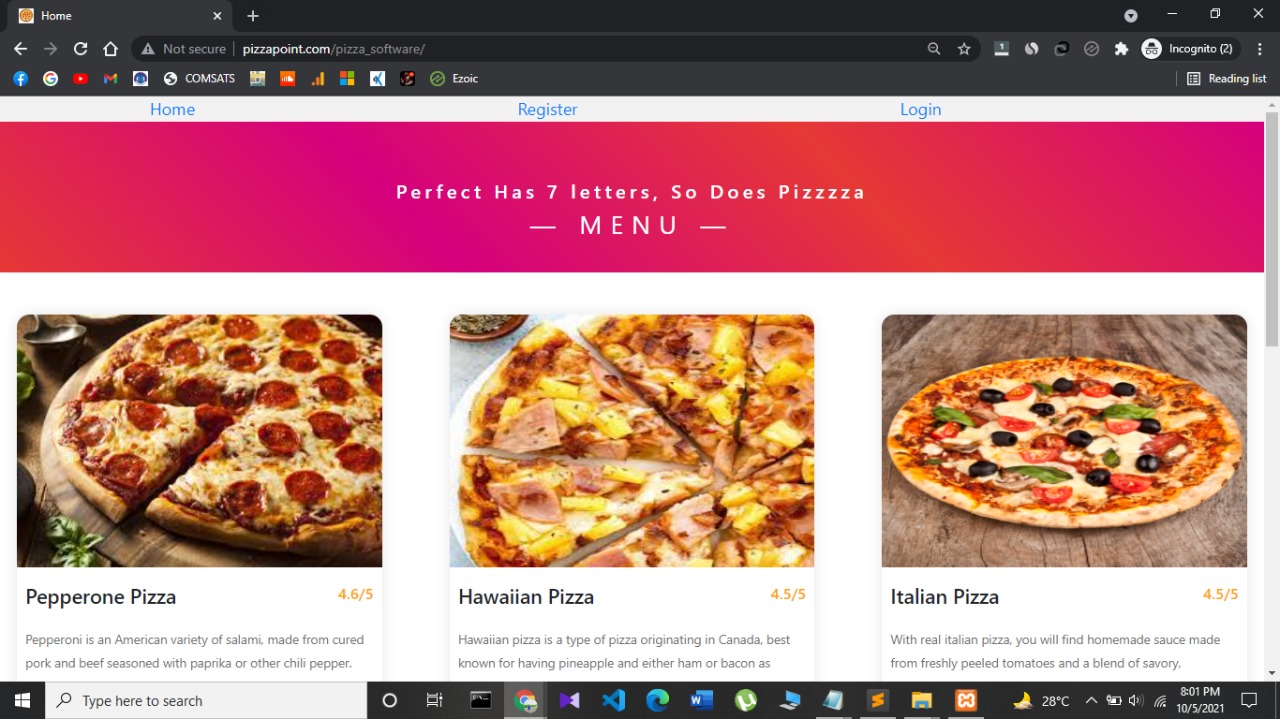 Home
Not secure
pizzapoint.com/pizza_software/
1
Incognito (2)
COMSATS
Ezoic
Reading list
Home Register Login
Perfect Has 7 letters, So Does Pizzzza
— MENU —
Pepperone Pizza 4.6/5
Pepperoni is an American variety of salami, made from cured
pork and beef seasoned with paprika or other chili pepper.
Hawaiian Pizza 4.5/5
Hawaiian pizza is a type of pizza originating in Canada, best
known for having pineapple and either ham or bacon as
Italian Pizza 4.5/5
With real italian pizza, you will find homemade sauce made
from freshly peeled tomatoes and a blend of savory,
Type here to search
28°C
8:01 PM
10/5/2021